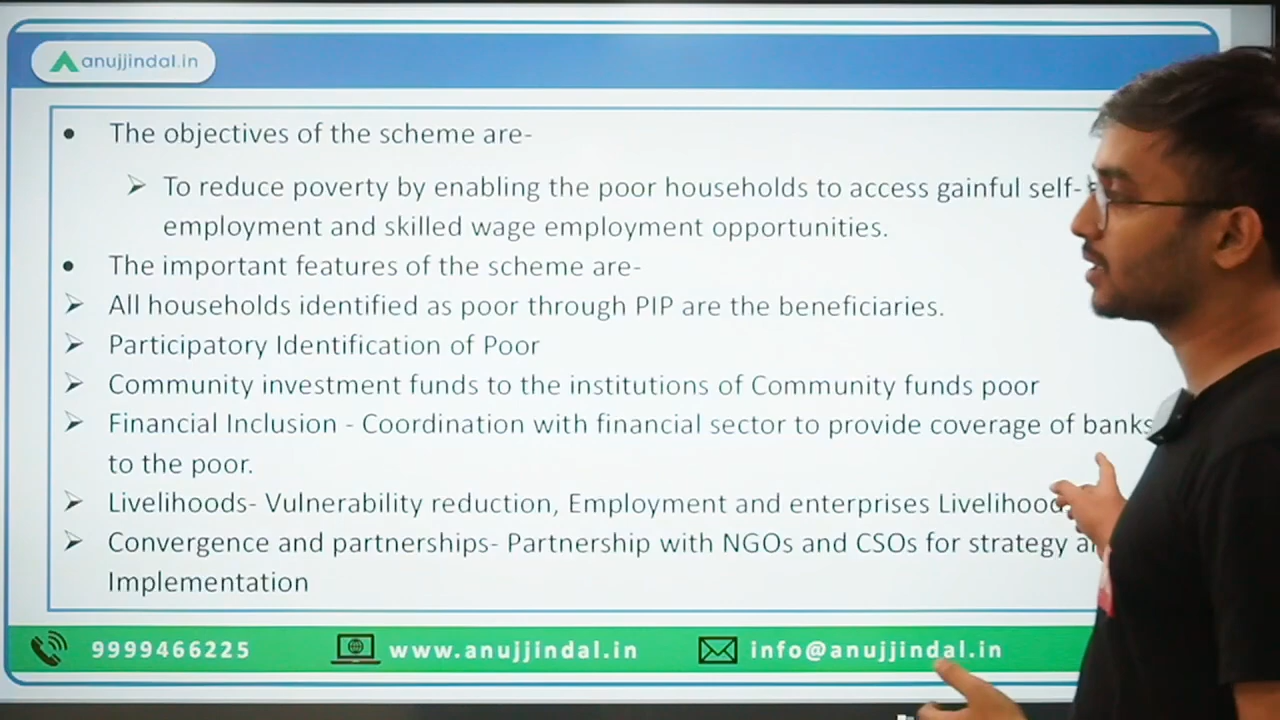 anujjindal.in
• The objectives of the scheme are-
➢ To reduce poverty by enabling the poor households to access gainful self-
employment and skilled wage employment opportunities.
• The important features of the scheme are-
➢ All households identified as poor through PIP are the beneficiaries.
➢ Participatory Identification of Poor
➢ Community investment funds to the institutions of Community funds poor
➢ Financial Inclusion - Coordination with financial sector to provide coverage of banks
to the poor.
➢ Livelihoods- Vulnerability reduction, Employment and enterprises
➢ Convergence and partnerships- Partnership with NGOs and CSOs for strategy
Implementation
9999466225 www.anujjindal.in info@anujjindal.in